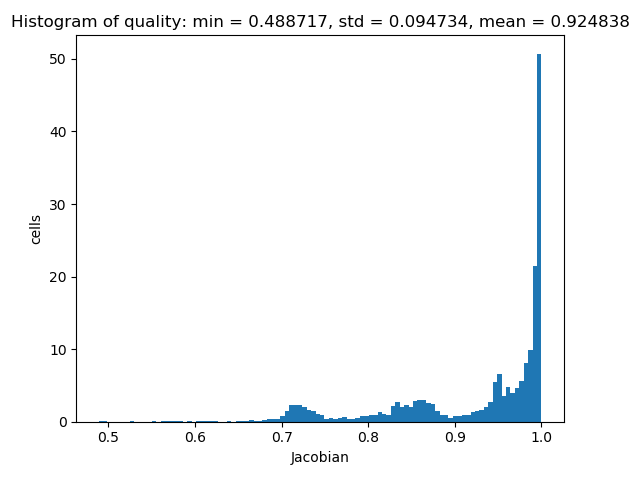 Histogram of quality: min = 0.488717, std = 0.094734, mean = 0.924838
50
40
30
20
10
0
cells
0.5 0.6 0.7 0.8 0.9 1.0
Jacobian